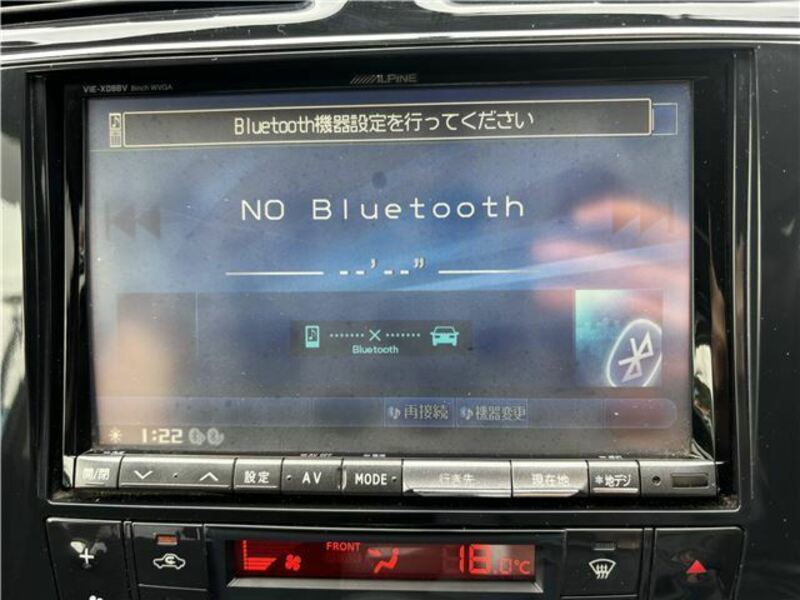 ALPINE
VIE-X088V 8inch WVGA
Bluetooth機器設定を行ってください
NO Bluetooth
--'--"
Bluetooth
再接続 機器変更
1:22
開/閉 設定 AV MODE 行き先 現在地 *地デジ
FRONT
18.0℃